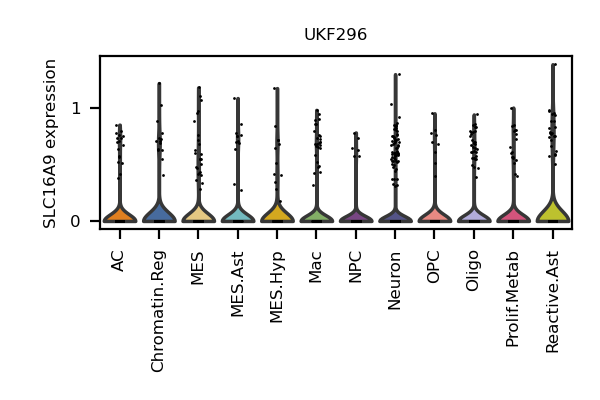 UKF296
SLC16A9 expression
1
0
AC
Chromatin.Reg
MES
MES.Ast
MES.Hyp
Mac
NPC
Neuron
OPC
Oligo
Prolif.Metab
Reactive.Ast